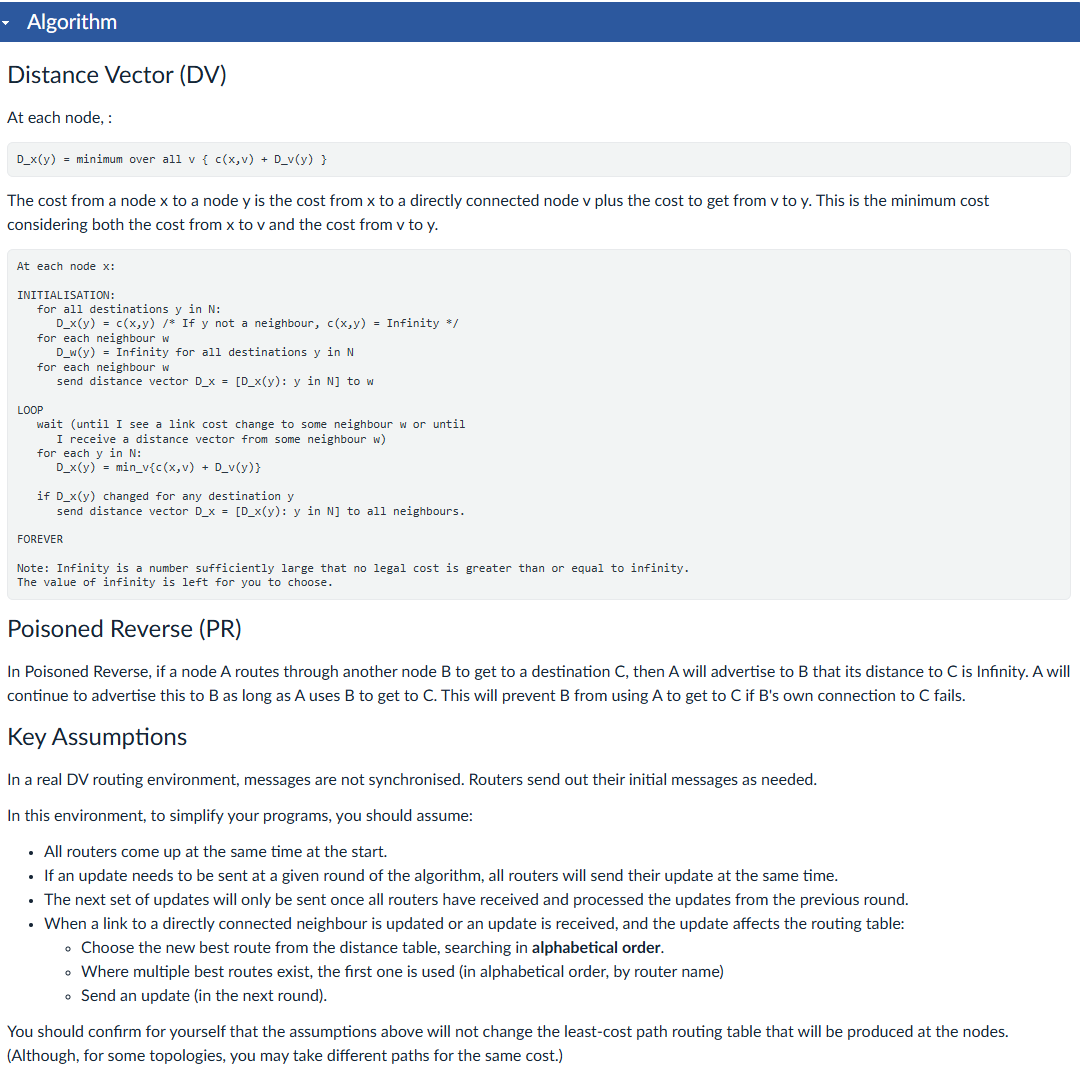 Algorithm
Distance Vector (DV)
At each node, :
D_x(y) = minimum over all v { c(x,v) + D_v(y) }
The cost from a node x to a node y is the cost from x to a directly connected node v plus the cost to get from v to y. This is the minimum cost
considering both the cost from x to v and the cost from v to y.
At each node x:
INITIALISATION:
for all destinations y in N:
D_x(y) = c(x,y) /* If y not a neighbour, c(x,y) = Infinity */
for each neighbour w
D_w(y) = Infinity for all destinations y in N
for each neighbour w
send distance vector D_x = [D_x(y): y in N] to w
LOOP
wait (until I see a link cost change to some neighbour w or until
I receive a distance vector from some neighbour w)
for each y in N:
D_x(y) = min_v{c(x,v) + D_v(y)}
if D_x(y) changed for any destination y
send distance vector D_x = [D_x(y): y in N] to all neighbours.
FOREVER
Note: Infinity is a number sufficiently large that no legal cost is greater than or equal to infinity.
The value of infinity is left for you to choose.
Poisoned Reverse (PR)
In Poisoned Reverse, if a node A routes through another node B to get to a destination C, then A will advertise to B that its distance to C is Infinity. A will
continue to advertise this to B as long as A uses B to get to C. This will prevent B from using A to get to C if B's own connection to C fails.
Key Assumptions
In a real DV routing environment, messages are not synchronised. Routers send out their initial messages as needed.
In this environment, to simplify your programs, you should assume:
• All routers come up at the same time at the start.
• If an update needs to be sent at a given round of the algorithm, all routers will send their update at the same time.
• The next set of updates will only be sent once all routers have received and processed the updates from the previous round.
• When a link to a directly connected neighbour is updated or an update is received, and the update affects the routing table:
◦ Choose the new best route from the distance table, searching in alphabetical order.
◦ Where multiple best routes exist, the first one is used (in alphabetical order, by router name)
◦ Send an update (in the next round).
You should confirm for yourself that the assumptions above will not change the least-cost path routing table that will be produced at the nodes.
(Although, for some topologies, you may take different paths for the same cost.)